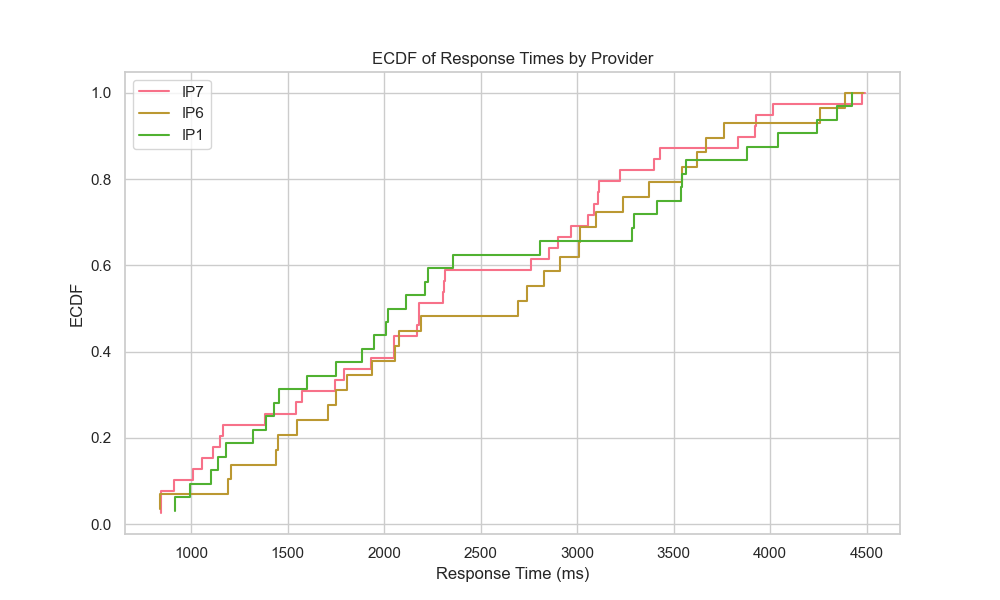 ECDF of Response Times by Provider
IP7
IP6
IP1
1.0
0.8
0.6
0.4
0.2
0.0
ECDF
1000 1500 2000 2500 3000 3500 4000 4500
Response Time (ms)